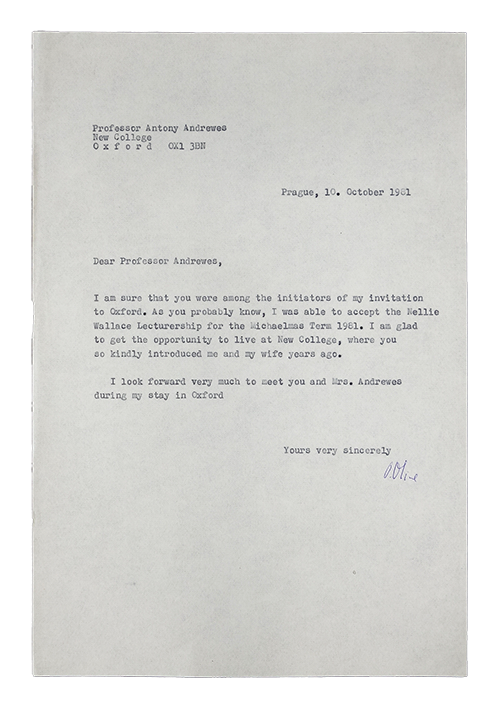 Professor Antony Andrewes
New College
O x f o r d   OX1 3BN
Prague, 10. October 1981
Dear Professor Andrewes,
I am sure that you were among the initiators of my invitation
to Oxford. As you probably know, I was able to accept the Nellie
Wallace Lecturership for the Michaelmas Term 1981. I am glad
to get the opportunity to live at New College, where you
so kindly introduced me and my wife years ago.
I look forward very much to meet you and Mrs. Andrewes
during my stay in Oxford
Yours very sincerely